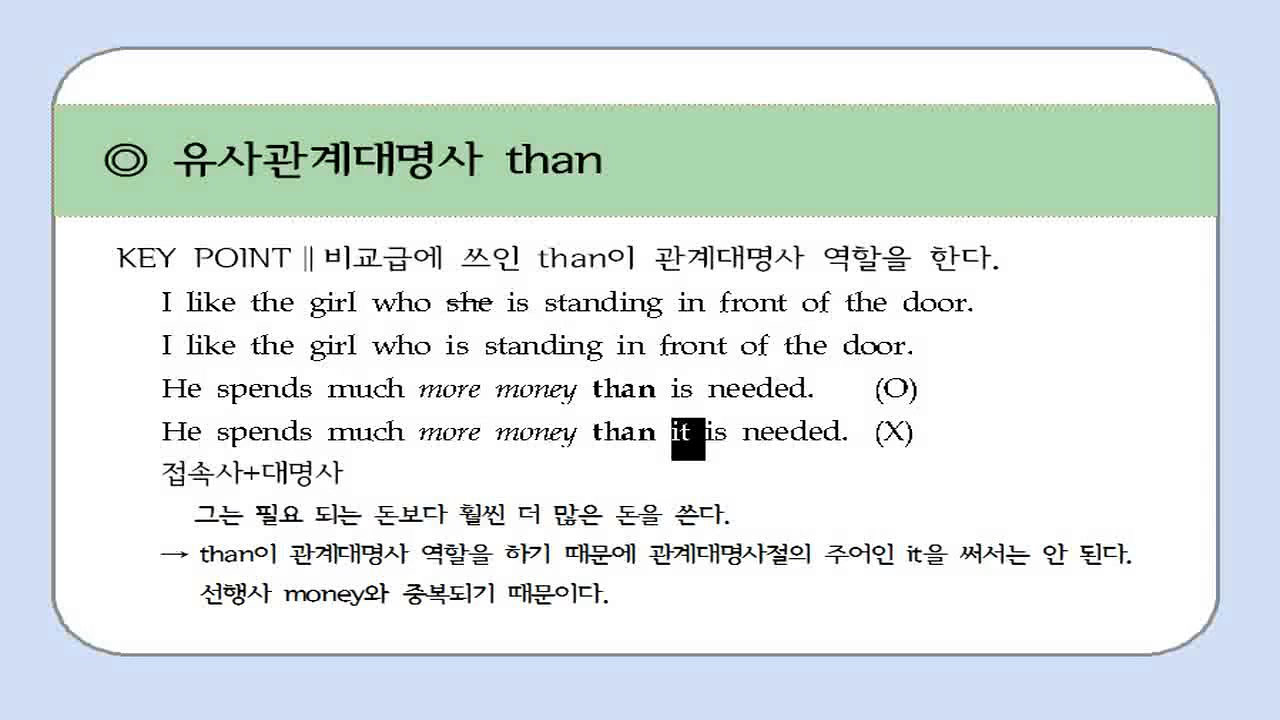 ◎ 유사관계대명사 than
KEY POINT ∥ 비교급에 쓰인 than이 관계대명사 역할을 한다.
I like the girl who she is standing in front of the door.
I like the girl who is standing in front of the door.
He spends much more money than is needed. (O)
He spends much more money than it is needed. (X)
접속사+대명사
그는 필요 되는 돈보다 훨씬 더 많은 돈을 쓴다.
→ than이 관계대명사 역할을 하기 때문에 관계대명사절의 주어인 it을 써서는 안 된다.
선행사 money와 중복되기 때문이다.